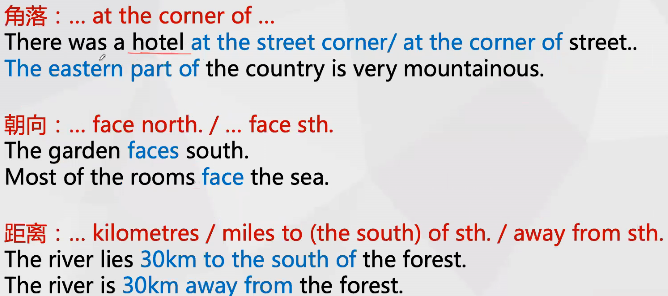 角落：... at the corner of ...
There was a hotel at the street corner/ at the corner of street..
The eastern part of the country is very mountainous.
朝向：... face north. / ... face sth.
The garden faces south.
Most of the rooms face the sea.
距离：... kilometres / miles to (the south) of sth. / away from sth.
The river lies 30km to the south of the forest.
The river is 30km away from the forest.